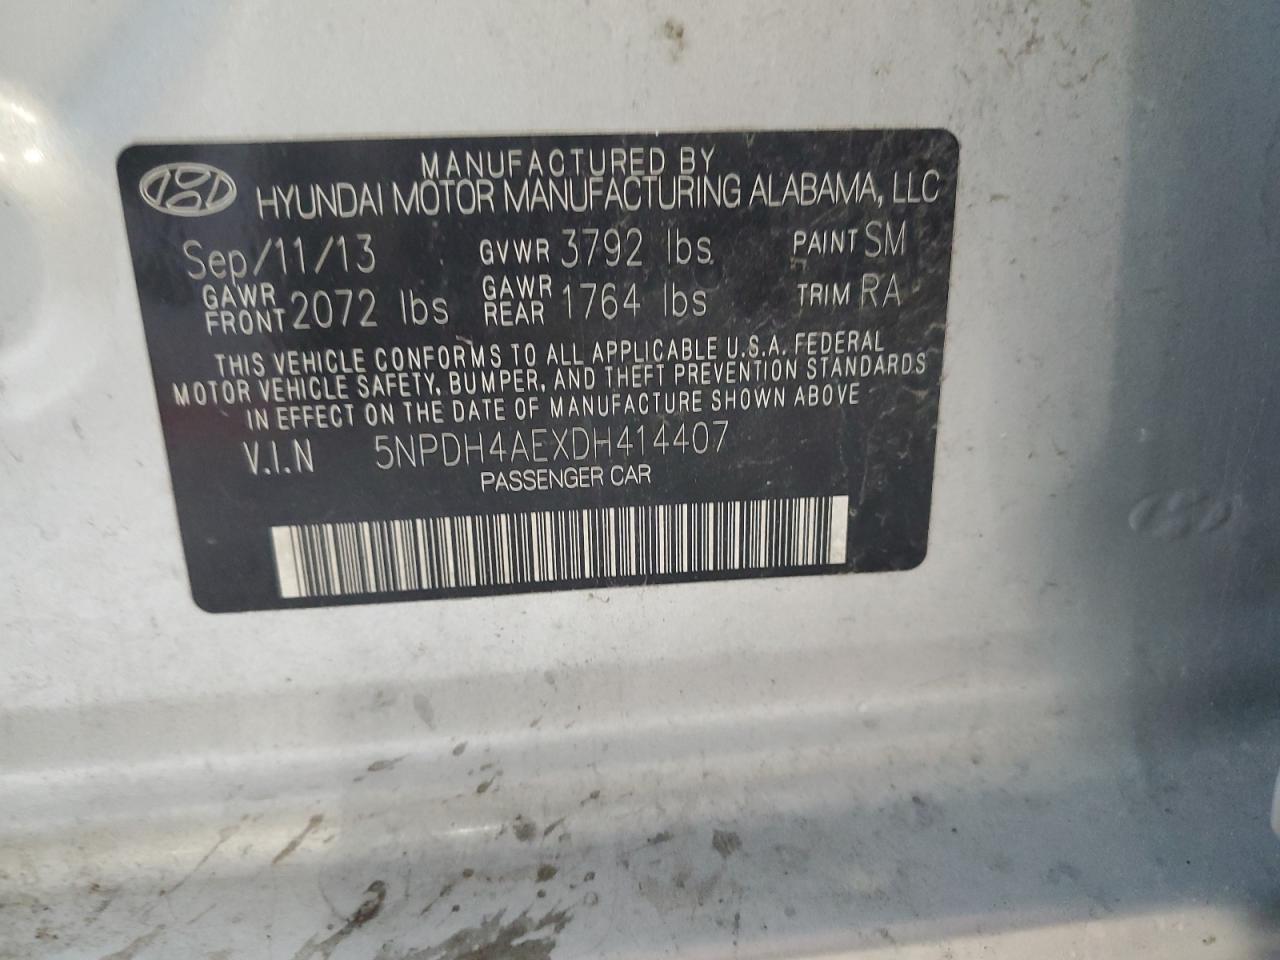 MANUFACTURED BY
HYUNDAI MOTOR MANUFACTURING ALABAMA, LLC
Sep/11/13 GVWR 3792 lbs PAINT SM
GAWR FRONT 2072 lbs GAWR REAR 1764 lbs TRIM RA
THIS VEHICLE CONFORMS TO ALL APPLICABLE U.S.A. FEDERAL
MOTOR VEHICLE SAFETY, BUMPER, AND THEFT PREVENTION STANDARDS
IN EFFECT ON THE DATE OF MANUFACTURE SHOWN ABOVE
V.I.N 5NPDH4AEXDH414407
PASSENGER CAR